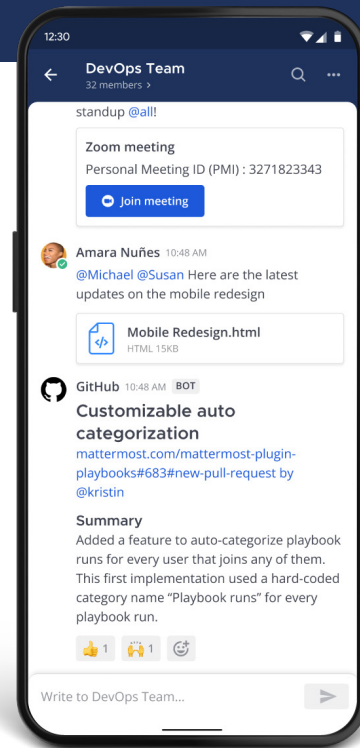 12:30
DevOps Team
32 members >
standup @all!
Zoom meeting
Personal Meeting ID (PMI) : 3271823343
Join meeting
Amara Nuñes 10:48 AM
@Michael @Susan Here are the latest
updates on the mobile redesign
Mobile Redesign.html
HTML 15KB
GitHub 10:48 AM BOT
Customizable auto
categorization
mattermost.com/mattermost-plugin-
playbooks#683#new-pull-request by
@kristin
Summary
Added a feature to auto-categorize playbook
runs for every user that joins any of them.
This first implementation used a hard-coded
category name “Playbook runs” for every
playbook run.
👍 1 🙌 1
Write to DevOps Team...